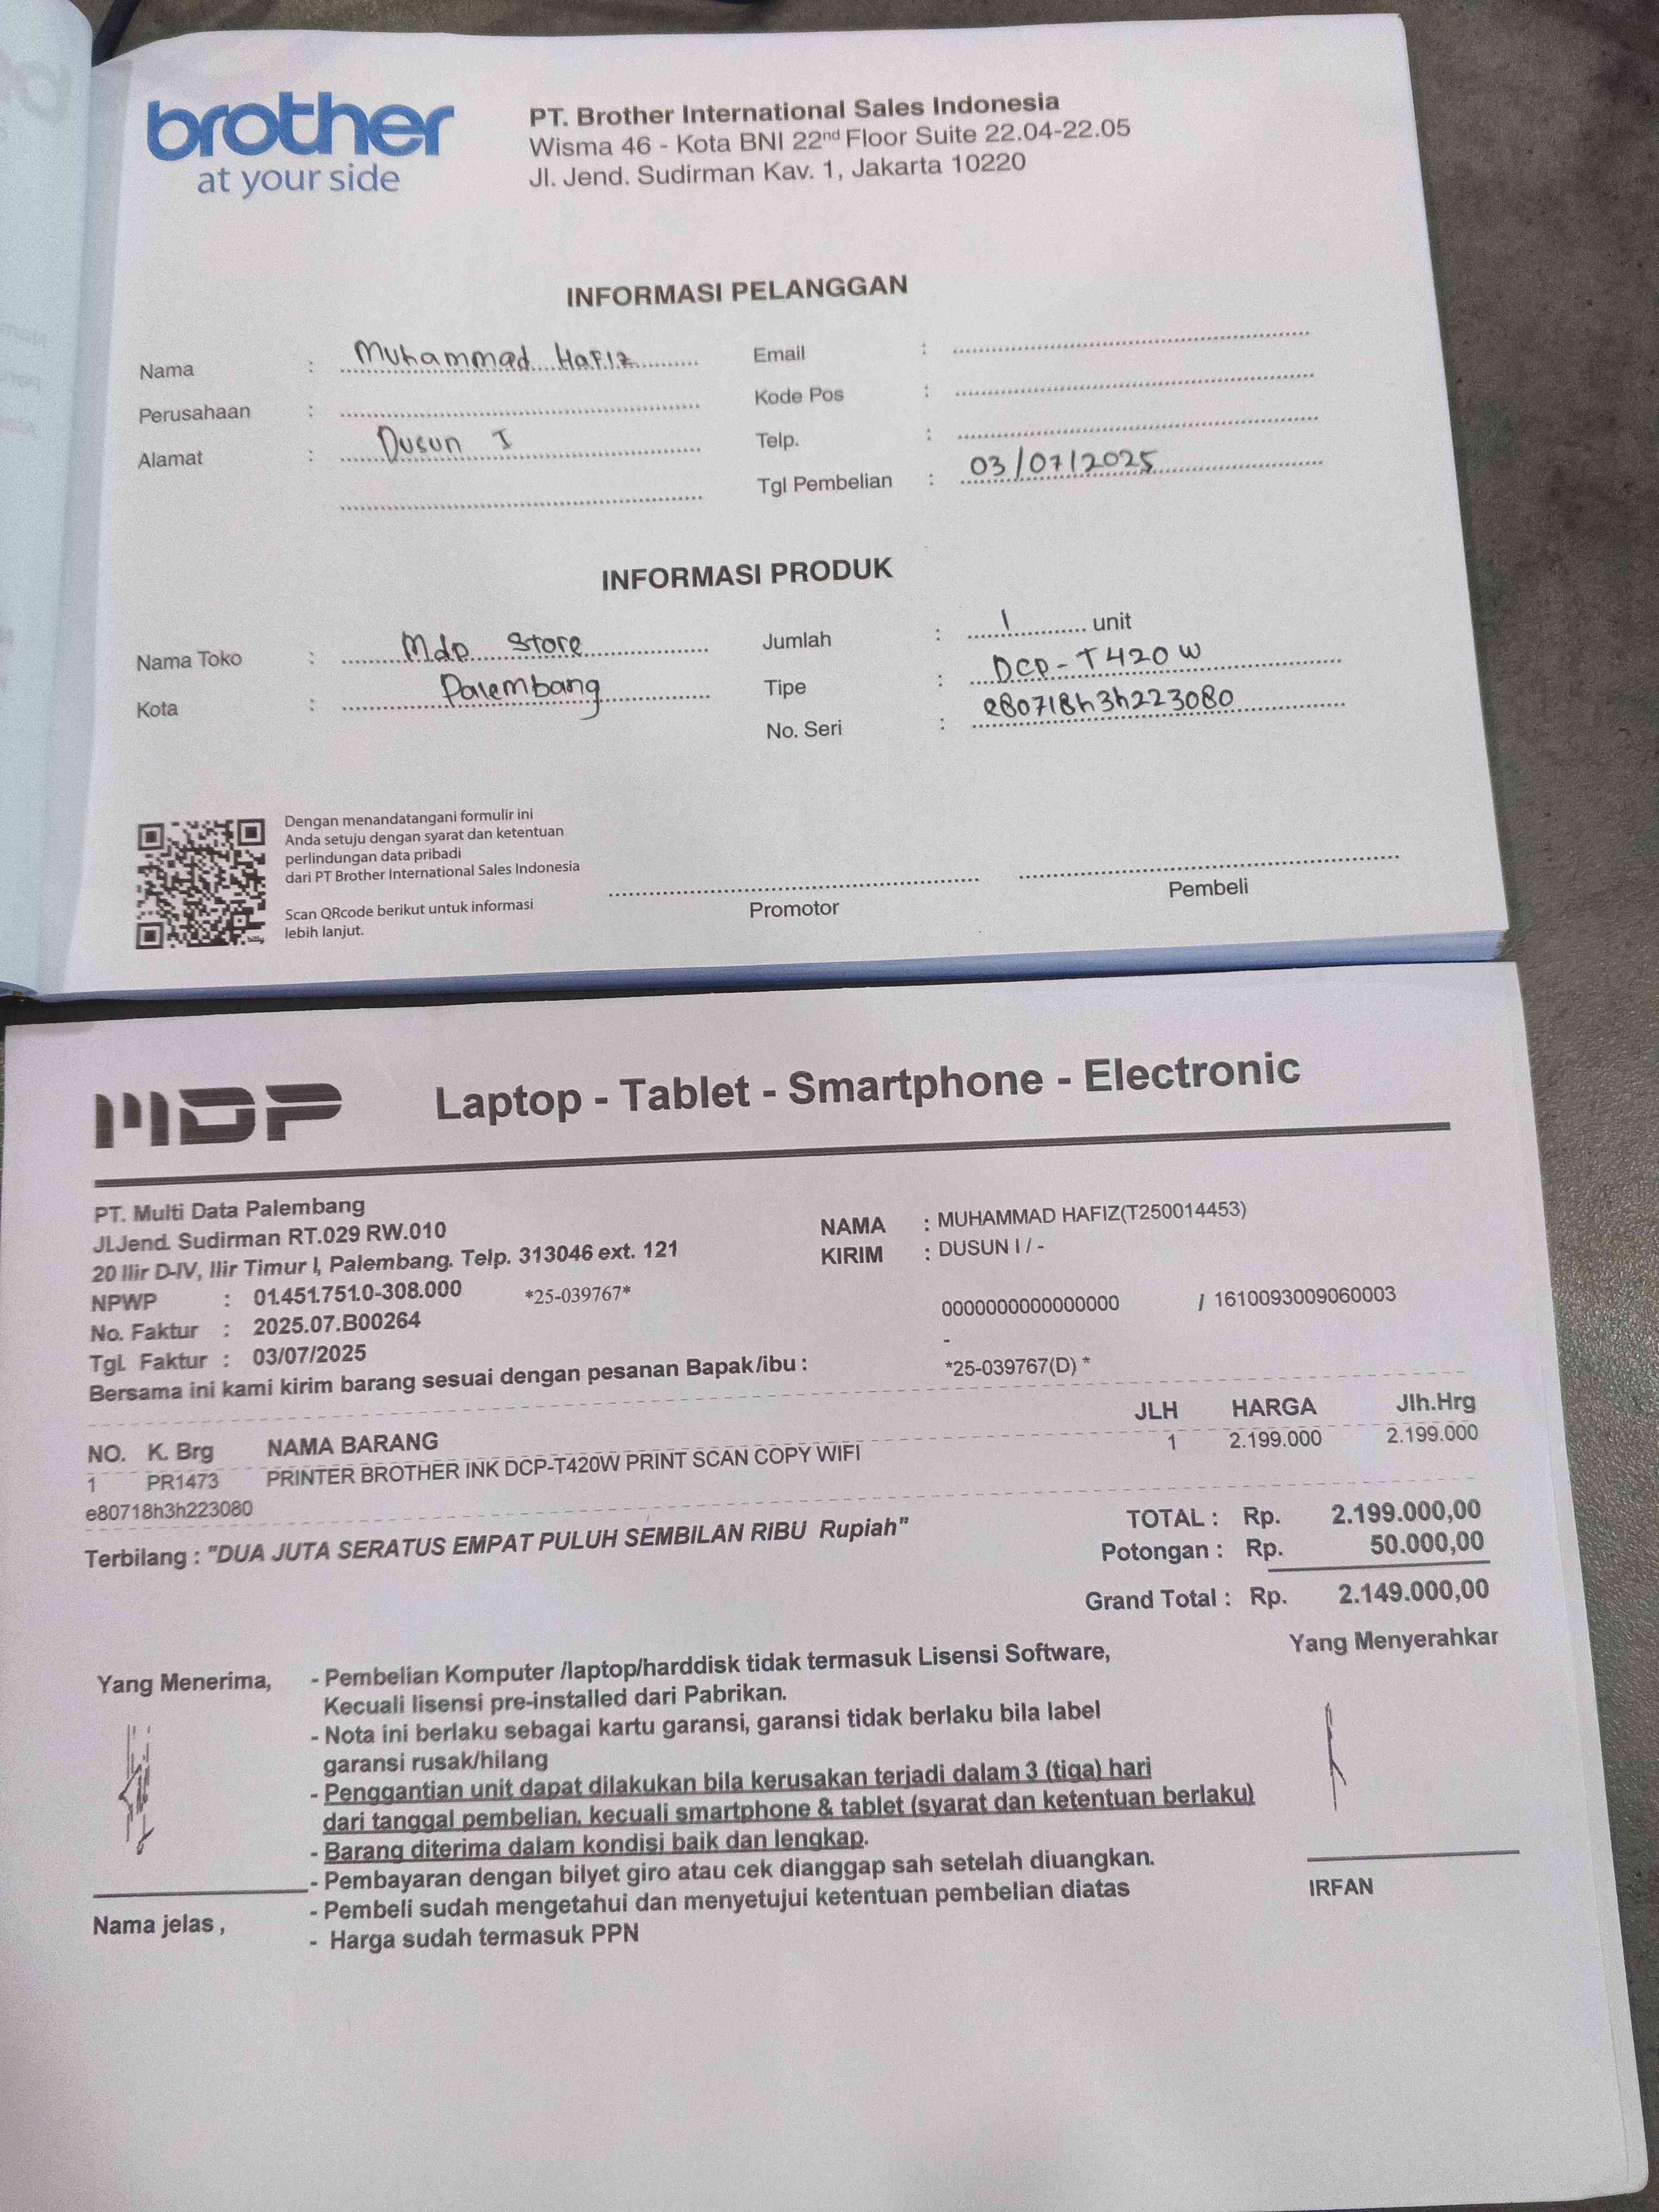 brother
at your side
PT. Brother International Sales Indonesia
Wisma 46 - Kota BNI 22nd Floor Suite 22.04-22.05
Jl. Jend. Sudirman Kav. 1, Jakarta 10220
INFORMASI PELANGGAN
Nama : Muhammad Hafiz
Perusahaan :
Alamat : Dusun I
Email :
Kode Pos :
Telp. :
Tgl Pembelian : 03/07/2025
INFORMASI PRODUK
Nama Toko : Mdp Store
Kota : Palembang
Jumlah : 1 unit
Tipe : DCP-T420W
No. Seri : e80718h3h223080
Dengan menandatangani formulir ini
Anda setuju dengan syarat dan ketentuan
perlindungan data pribadi
dari PT Brother International Sales Indonesia
Scan QRcode berikut untuk informasi
lebih lanjut.
Promotor
Pembeli
MDP
Laptop - Tablet - Smartphone - Electronic
PT. Multi Data Palembang
Jl.Jend. Sudirman RT.029 RW.010
20 Ilir D-IV, Ilir Timur I, Palembang. Telp. 313046 ext. 121
NPWP : 01.451.751.0-308.000 *25-039767*
No. Faktur : 2025.07.B00264
Tgl. Faktur : 03/07/2025
Bersama ini kami kirim barang sesuai dengan pesanan Bapak/ibu :
NAMA : MUHAMMAD HAFIZ(T250014453)
KIRIM : DUSUN I / -
0000000000000000 / 1610093009060003
-
*25-039767(D) *
NO. K. Brg NAMA BARANG JLH HARGA Jlh.Hrg
1 PR1473 PRINTER BROTHER INK DCP-T420W PRINT SCAN COPY WIFI 1 2.199.000 2.199.000
e80718h3h223080
Terbilang : "DUA JUTA SERATUS EMPAT PULUH SEMBILAN RIBU Rupiah"
TOTAL : Rp. 2.199.000,00
Potongan : Rp. 50.000,00
Grand Total : Rp. 2.149.000,00
Yang Menerima,
- Pembelian Komputer /laptop/harddisk tidak termasuk Lisensi Software,
Kecuali lisensi pre-installed dari Pabrikan.
- Nota ini berlaku sebagai kartu garansi, garansi tidak berlaku bila label
garansi rusak/hilang
- Penggantian unit dapat dilakukan bila kerusakan terjadi dalam 3 (tiga) hari
dari tanggal pembelian, kecuali smartphone & tablet (syarat dan ketentuan berlaku)
- Barang diterima dalam kondisi baik dan lengkap.
- Pembayaran dengan bilyet giro atau cek dianggap sah setelah diuangkan.
- Pembeli sudah mengetahui dan menyetujui ketentuan pembelian diatas
- Harga sudah termasuk PPN
Nama jelas ,
Yang Menyerahkar
IRFAN